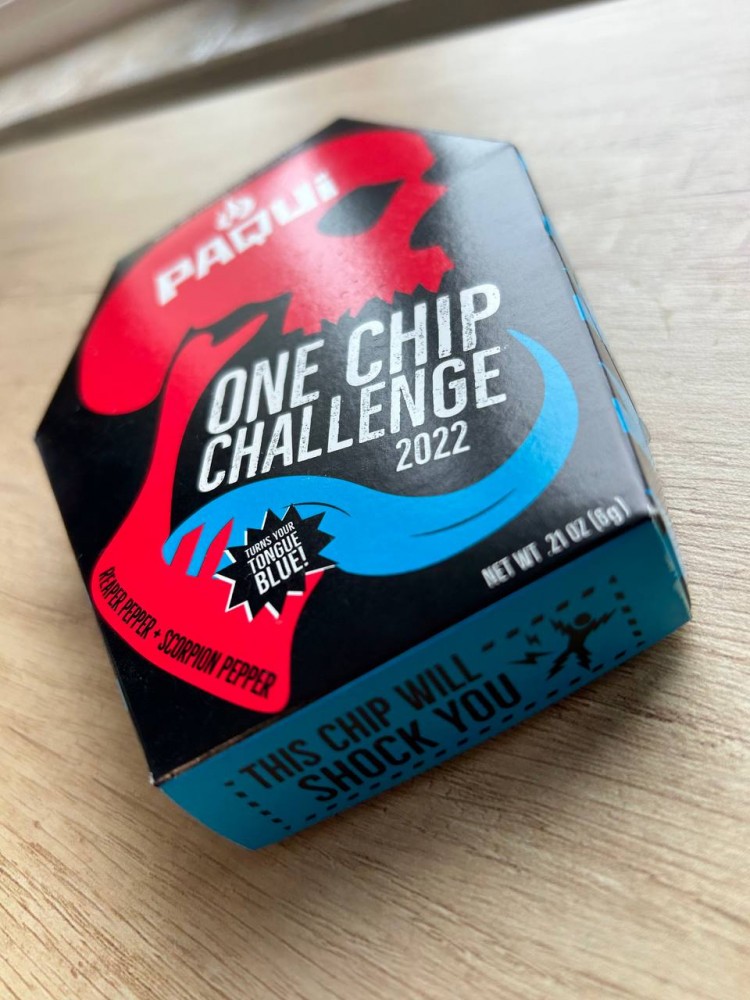 PAQUI
ONE CHIP
CHALLENGE
2022
TURNS YOUR
TONGUE
BLUE!
REAPER PEPPER + SCORPION PEPPER
NET WT .21 OZ (6g)
THIS CHIP WILL
SHOCK YOU